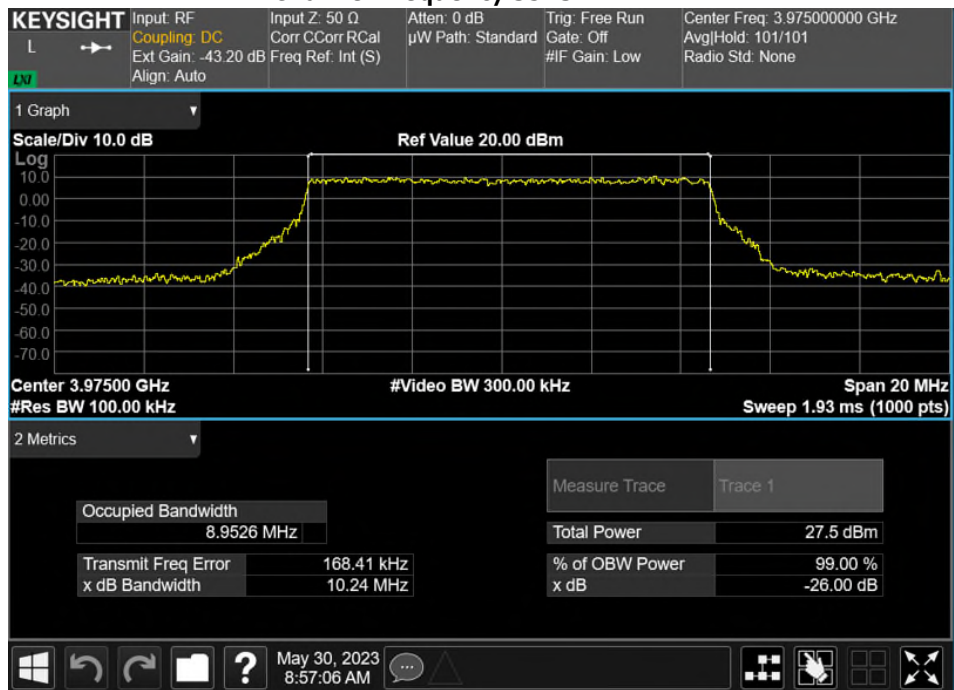 KEYSIGHT Input: RF Input Z: 50 Ω Atten: 0 dB Trig: Free Run Center Freq: 3.975000000 GHz
L Coupling: DC Corr CCorr RCal µW Path: Standard Gate: Off Avg|Hold: 101/101
Ext Gain: -43.20 dB Freq Ref: Int (S) #IF Gain: Low Radio Std: None
LXI Align: Auto
1 Graph
Scale/Div 10.0 dB Ref Value 20.00 dBm
Log
10.0
0.00
-10.0
-20.0
-30.0
-40.0
-50.0
-60.0
-70.0
Center 3.97500 GHz #Video BW 300.00 kHz Span 20 MHz
#Res BW 100.00 kHz Sweep 1.93 ms (1000 pts)
2 Metrics
Measure Trace Trace 1
Occupied Bandwidth
8.9526 MHz Total Power 27.5 dBm
Transmit Freq Error 168.41 kHz % of OBW Power 99.00 %
x dB Bandwidth 10.24 MHz x dB -26.00 dB
? May 30, 2023
8:57:06 AM